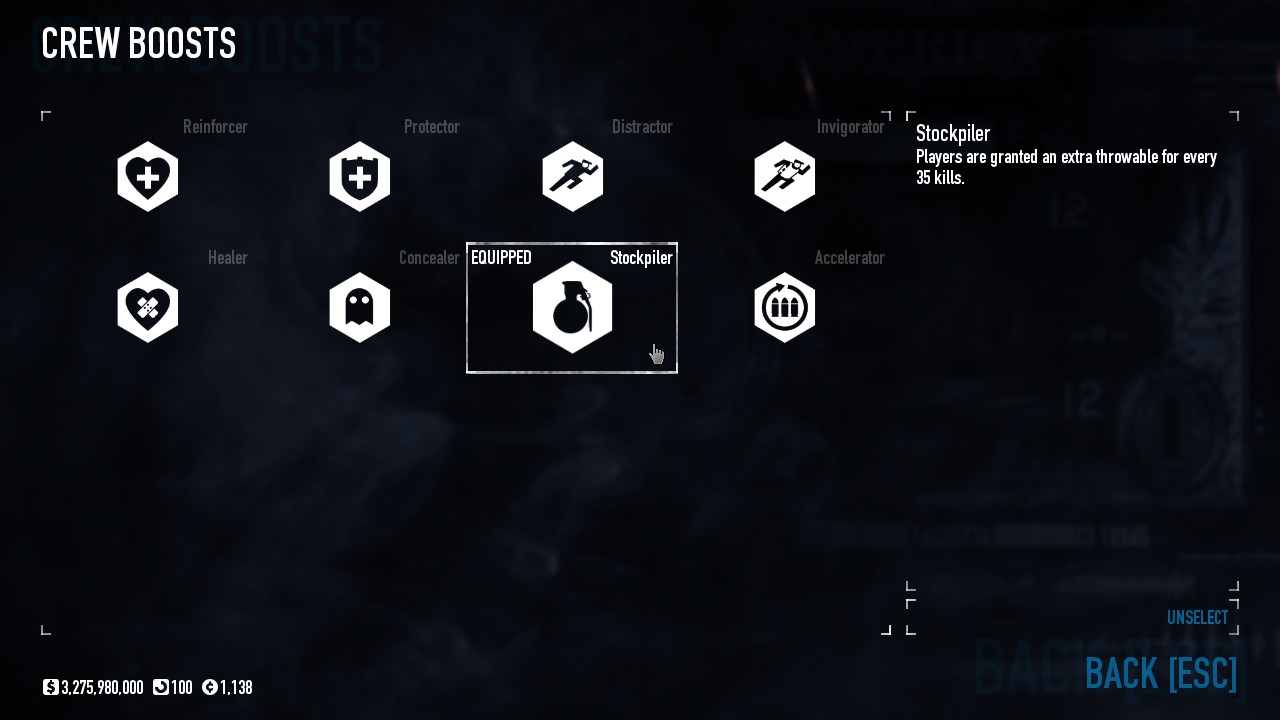 CREW BOOSTS
Reinforcer
Protector
Distractor
Invigorator
Healer
Concealer
EQUIPPED
Stockpiler
Accelerator
Stockpiler
Players are granted an extra throwable for every
35 kills.
UNSELECT
BACK [ESC]
$ 3,275,980,000
100
1,138